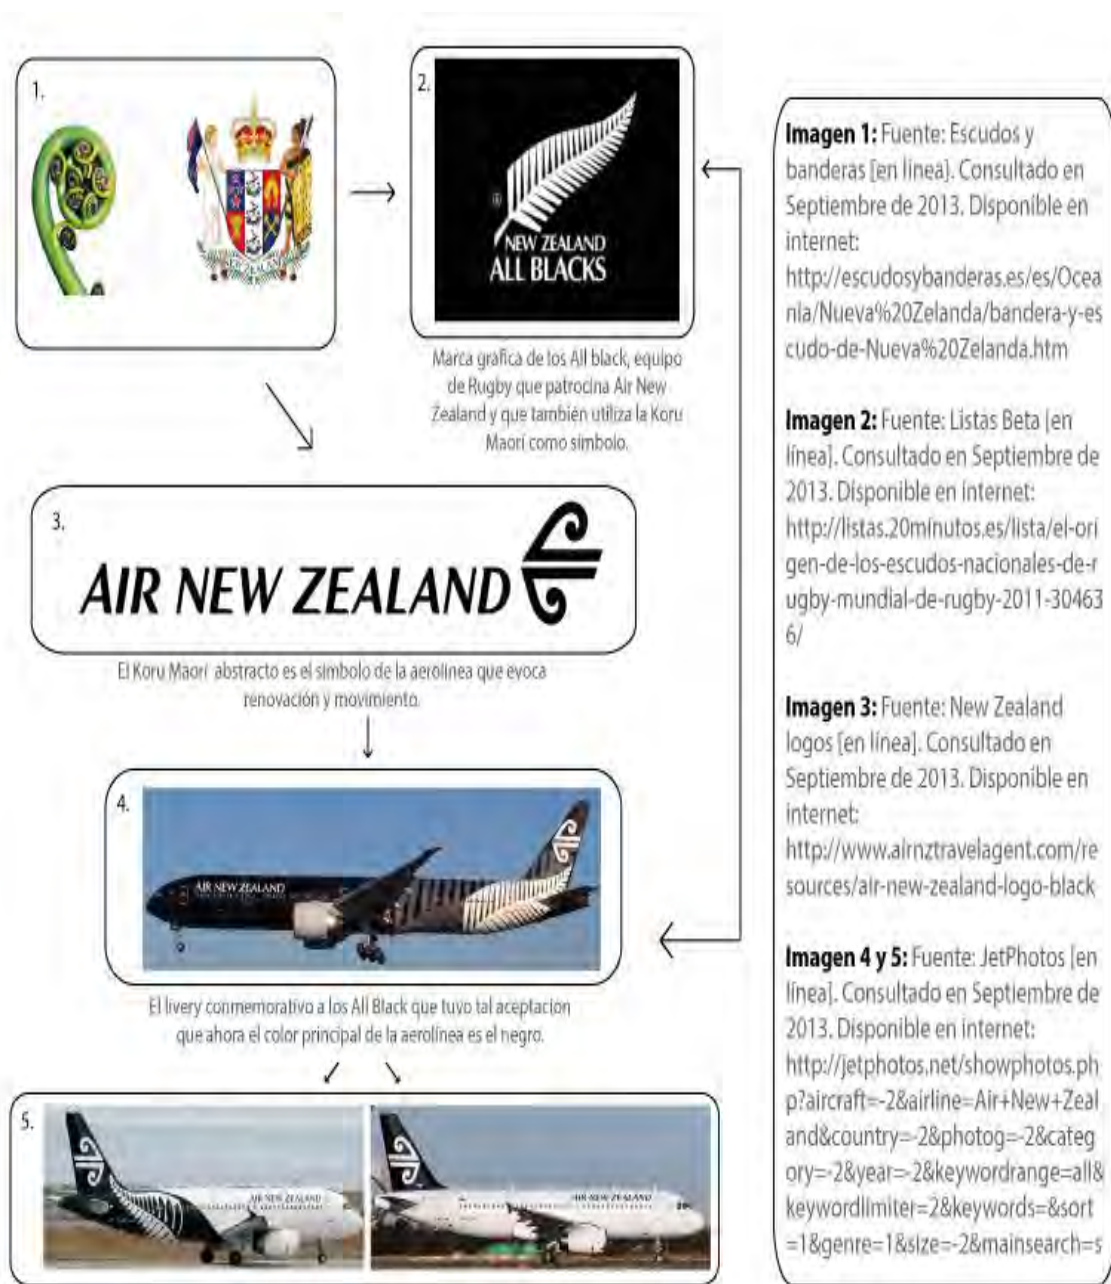 1.
NEW ZEALAND
2.
®
NEW ZEALAND
ALL BLACKS
Marca grafica de los All black, equipo
de Rugby que patrocina Air New
Zealand y que también utiliza la Koru
Maorí como símbolo.
3.
AIR NEW ZEALAND
El Koru Maorí abstracto es el símbolo de la aerolínea que evoca
renovación y movimiento.
4.
AIR NEW ZEALAND
El livery conmemorativo a los All Black que tuvo tal aceptación
que ahora el color principal de la aerolínea es el negro.
5.
AIR NEW ZEALAND
AIR NEW ZEALAND
Imagen 1: Fuente: Escudos y
banderas [en línea]. Consultado en
Septiembre de 2013. Disponible en
internet:
http://escudosybanderas.es/es/Ocea
nIa/Nueva%20Zelanda/bandera-y-es
cudo-de-Nueva%20Zelanda.htm
Imagen 2: Fuente: Listas Beta [en
línea]. Consultado en Septiembre de
2013. Disponible en internet:
http://listas.20minutos.es/lista/el-ori
gen-de-los-escudos-nacionales-de-r
ugby-mundial-de-rugby-2011-30463
6/
Imagen 3: Fuente: New Zealand
logos [en línea]. Consultado en
Septiembre de 2013. Disponible en
internet:
http://www.airnztravelagent.com/re
sources/air-new-zealand-logo-black
Imagen 4 y 5: Fuente: JetPhotos [en
línea]. Consultado en Septiembre de
2013. Disponible en internet:
http://jetphotos.net/showphotos.ph
p?aircraft=-2&airline=Air+New+Zeal
and&country=-2&photog=-2&categ
ory=-2&year=-2&keywordrange=all&
keywordlimiter=2&keywords=&sort
=1&genre=1&size=-2&mainsearch=s